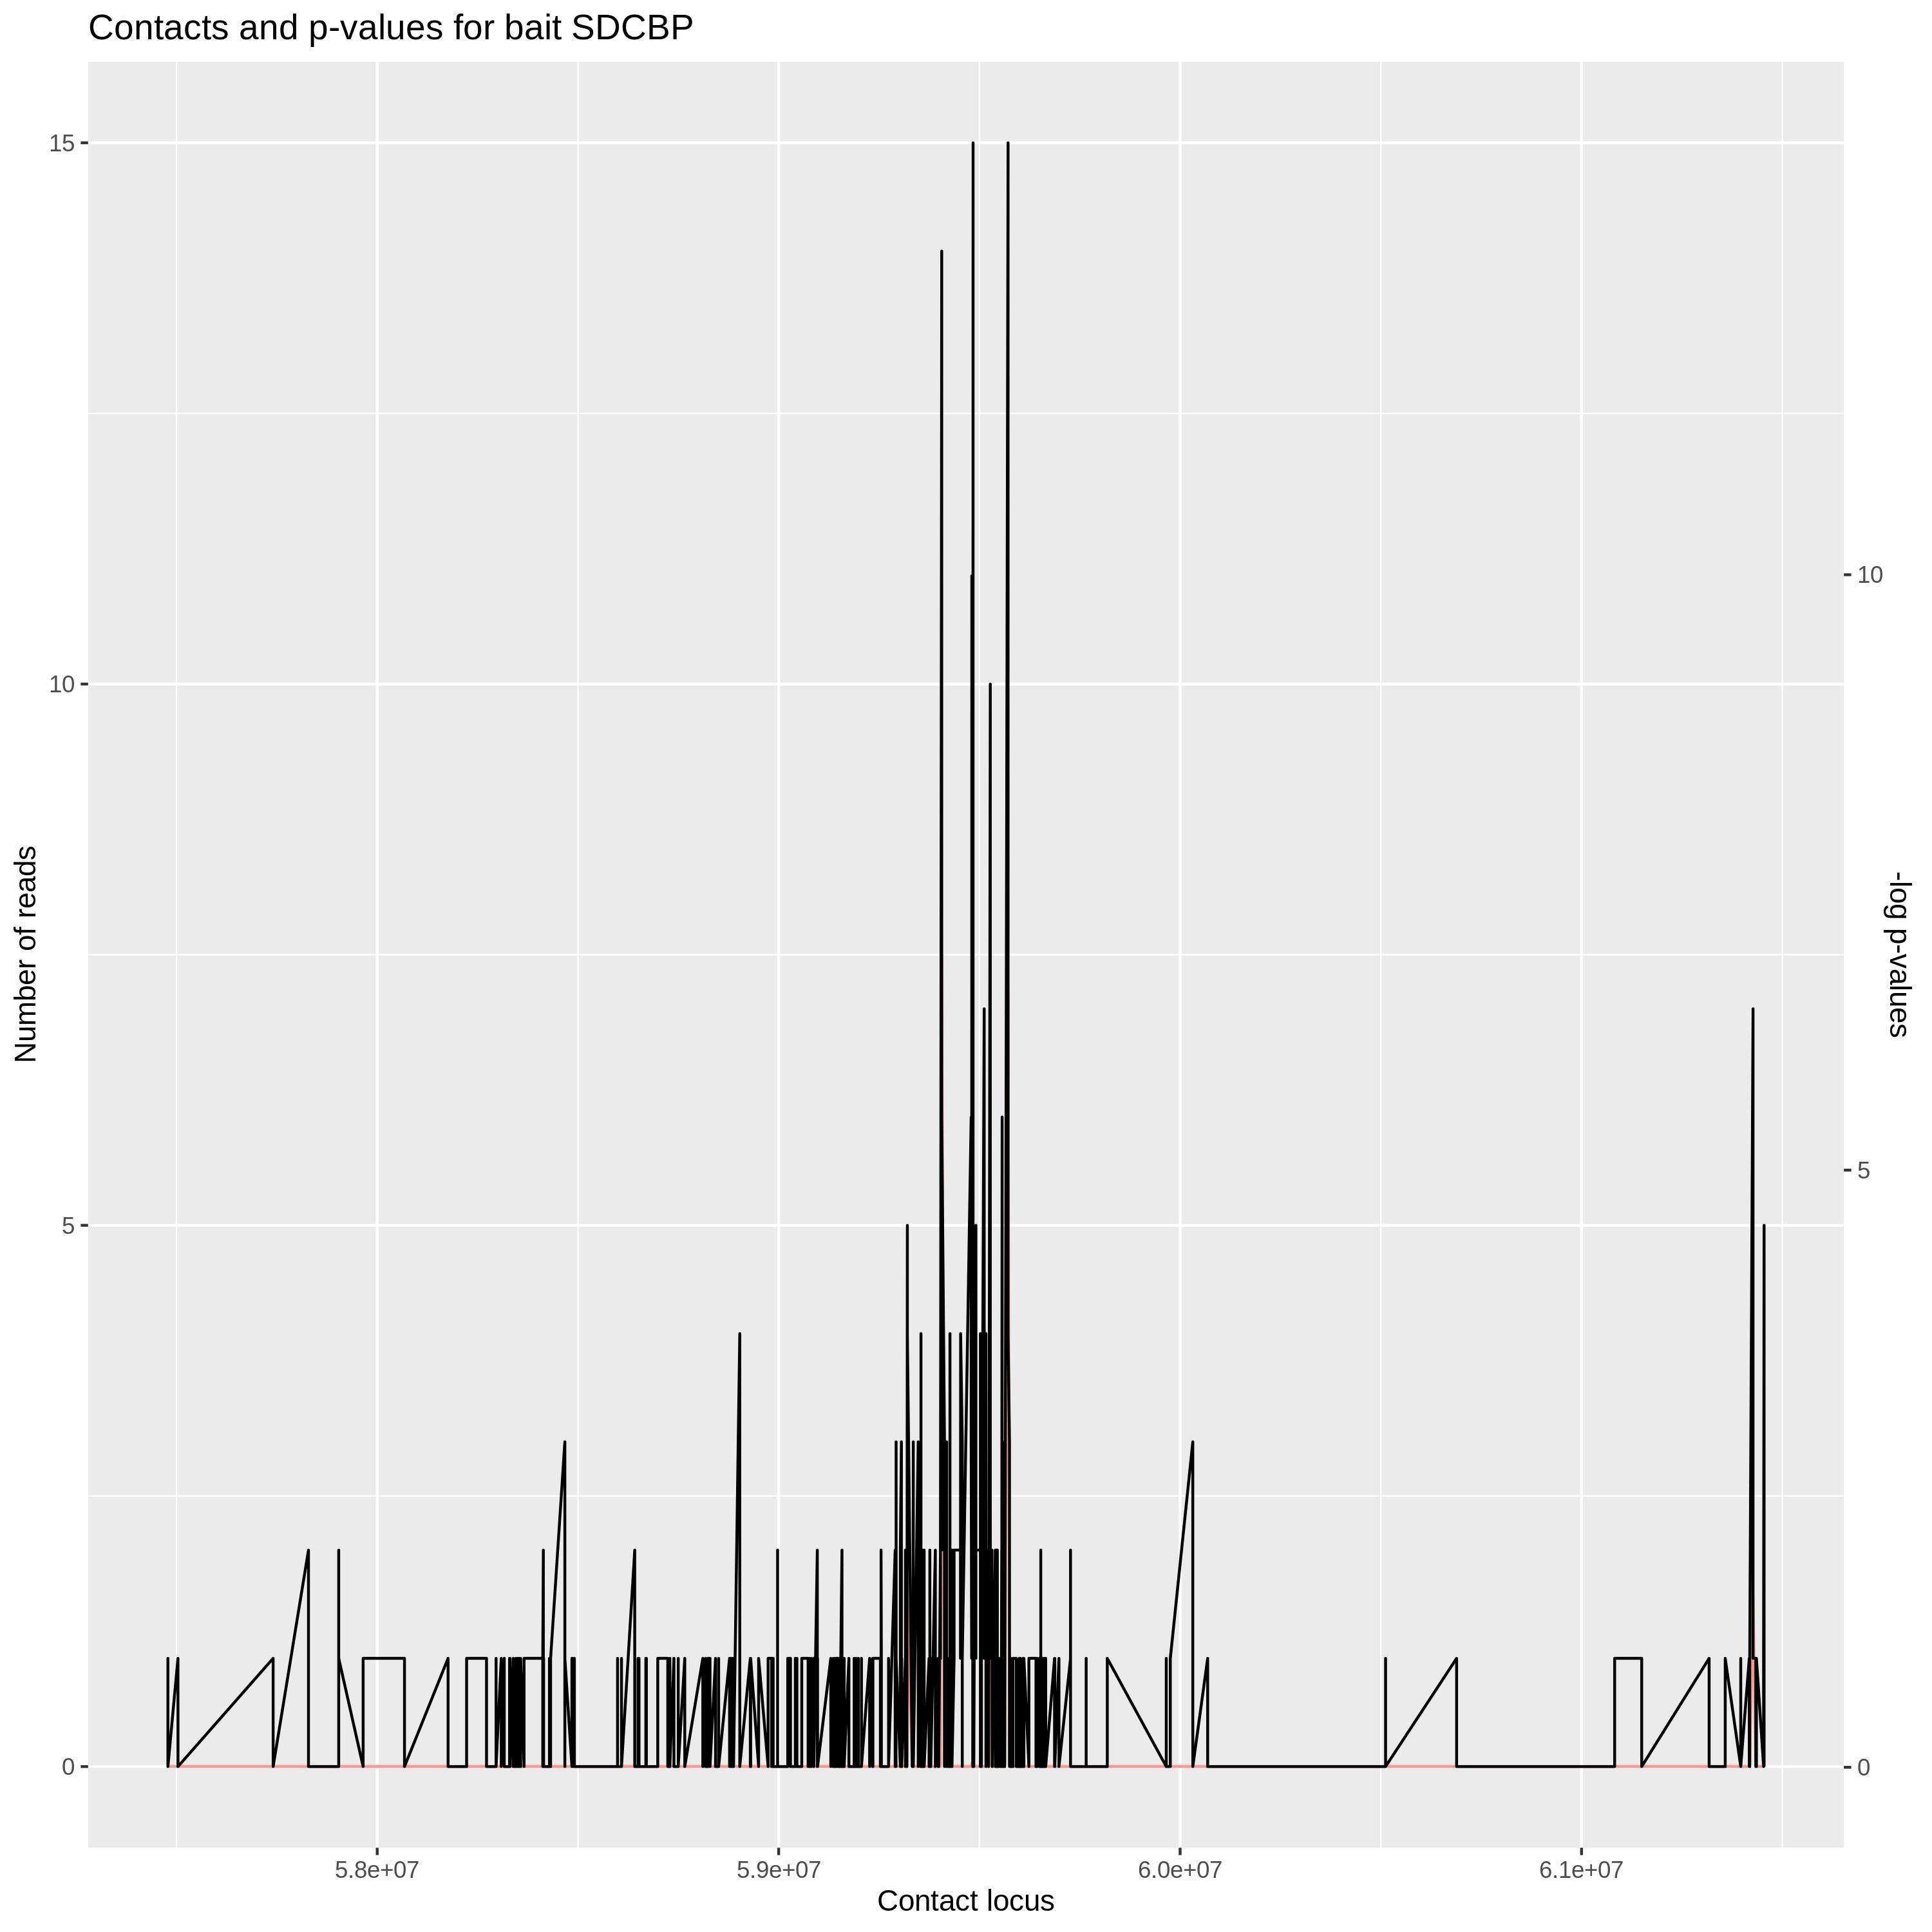 Contacts and p-values for bait SDCBP
15
10
5
0
Number of reads
10
5
0
-log p-values
5.8e+07
5.9e+07
6.0e+07
6.1e+07
Contact locus